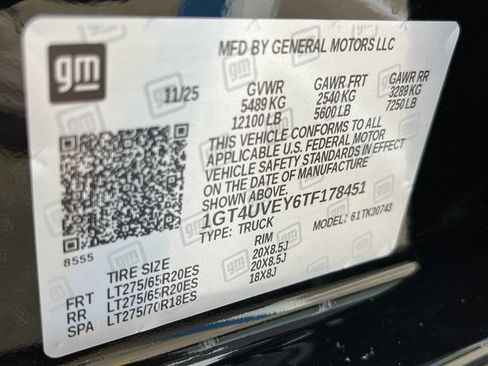 gm
MFD BY GENERAL MOTORS LLC
11/25 GVWR GAWR FRT GAWR RR
5489 KG 2540 KG 3289 KG
12100 LB 5600 LB 7250 LB
THIS VEHICLE CONFORMS TO ALL
APPLICABLE U.S. FEDERAL MOTOR
VEHICLE SAFETY STANDARDS IN EFFECT
ON THE DATE OF MANUFACTURE
SHOWN ABOVE.
1GT4UVEY6TF178451
TYPE: TRUCK MODEL: 61TK30743
8555
TIRE SIZE RIM
FRT LT275/65R20ES 20X8.5J
RR LT275/65R20ES 20X8.5J
SPA LT275/70R18ES 18X8J